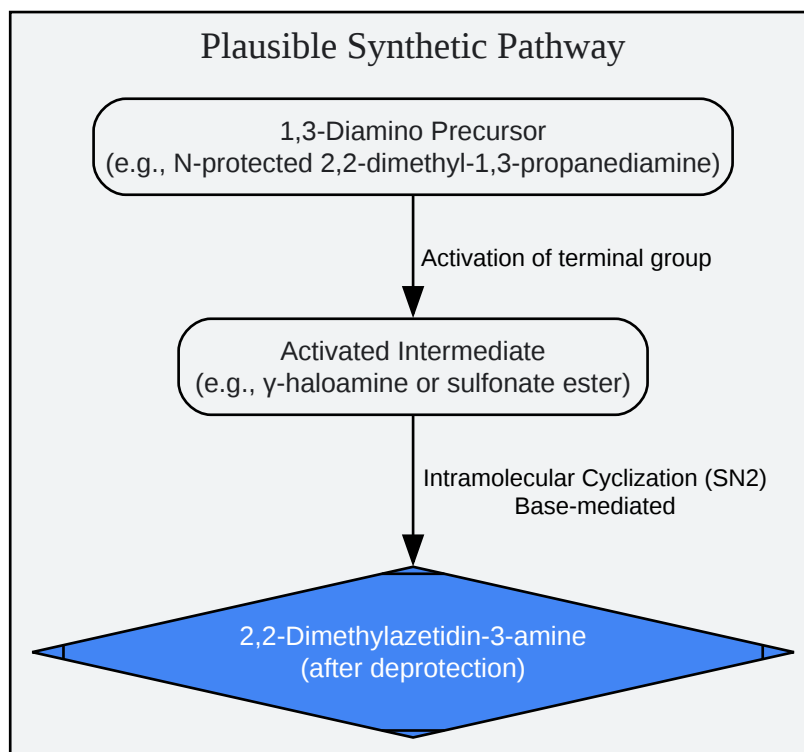 Plausible Synthetic Pathway
1,3-Diamino Precursor
(e.g., N-protected 2,2-dimethyl-1,3-propanediamine)
Activation of terminal group
Activated Intermediate
(e.g., γ-haloamine or sulfonate ester)
Intramolecular Cyclization (SN2)
Base-mediated
2,2-Dimethylazetidin-3-amine
(after deprotection)